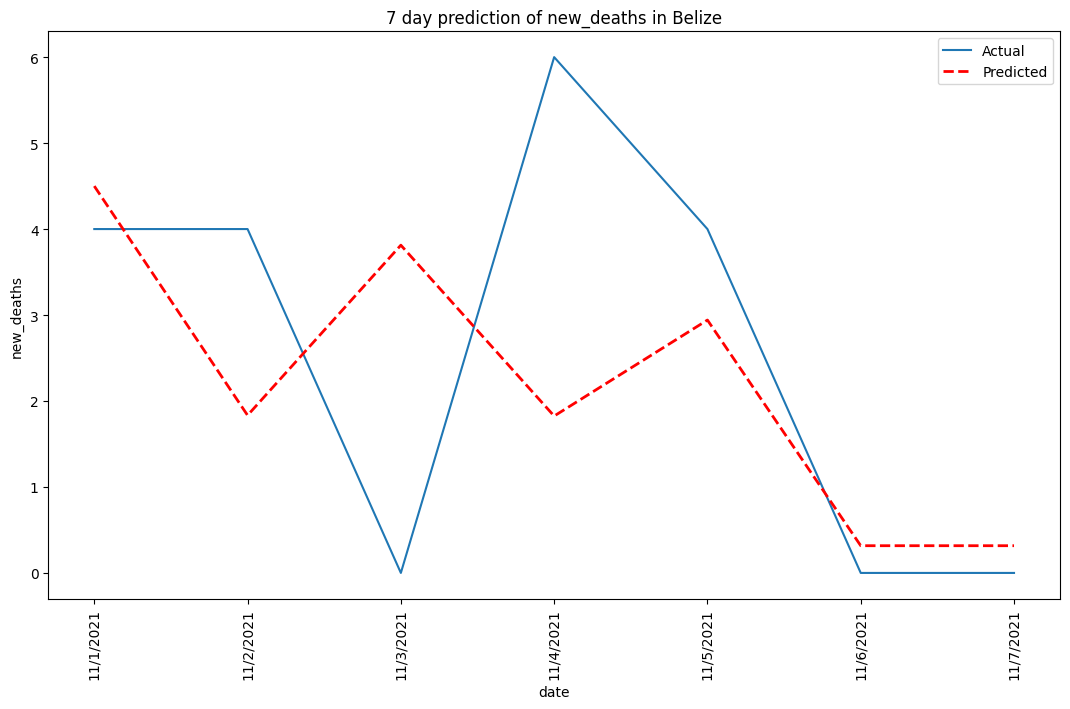 7 day prediction of new_deaths in Belize
Actual
Predicted
6
5
4
3
2
1
0
new_deaths
11/1/2021
11/2/2021
11/3/2021
11/4/2021
11/5/2021
11/6/2021
11/7/2021
date